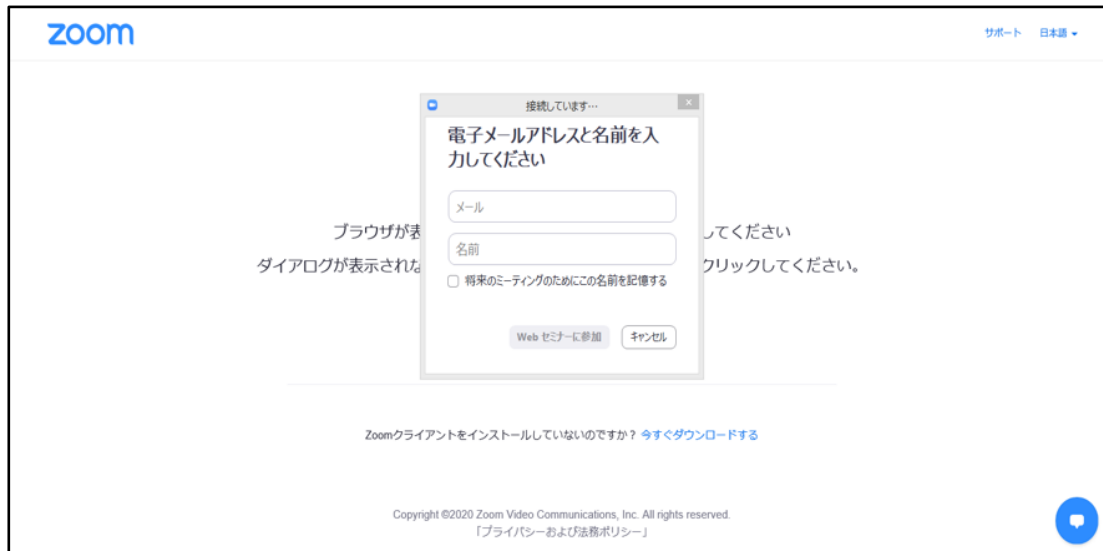 zoom
サポート 日本語
接続しています…
電子メールアドレスと名前を入
力してください
メール
ブラウザが表 してください
名前
ダイアログが表示されな クリックしてください。
将来のミーティングのためにこの名前を記憶する
Web セミナーに参加 キャンセル
Zoomクライアントをインストールしていないのですか？ 今すぐダウンロードする
Copyright ©2020 Zoom Video Communications, Inc. All rights reserved.
「プライバシーおよび法務ポリシー」